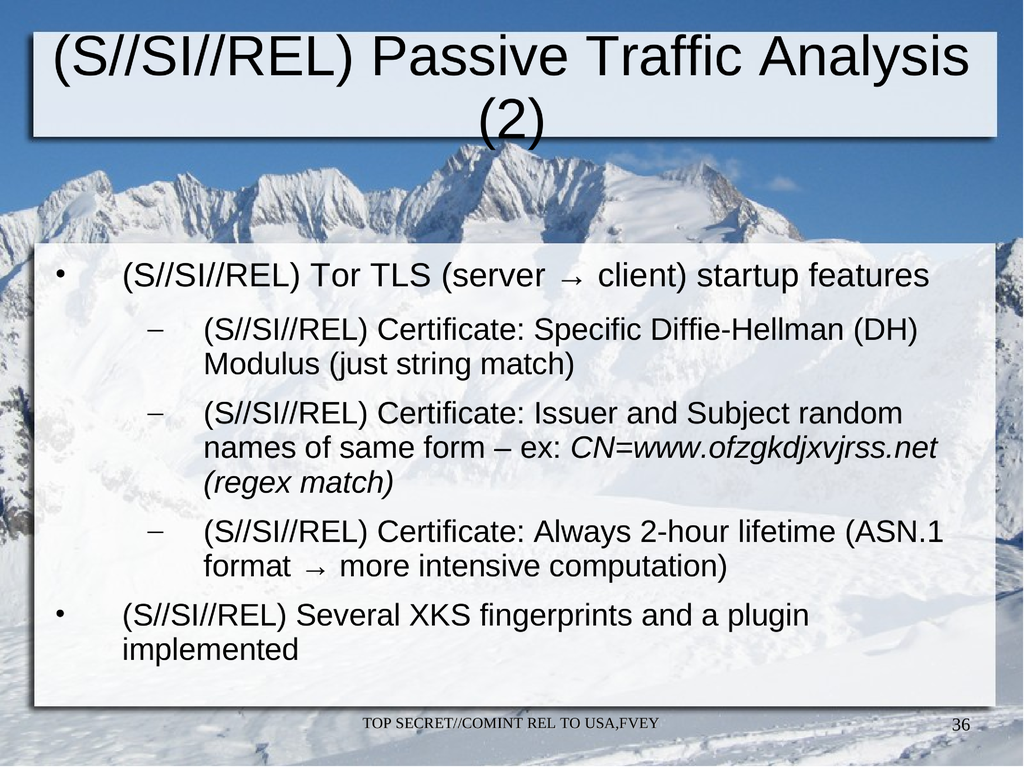 (S//SI//REL) Passive Traffic Analysis
(2)
• (S//SI//REL) Tor TLS (server → client) startup features
– (S//SI//REL) Certificate: Specific Diffie-Hellman (DH)
Modulus (just string match)
– (S//SI//REL) Certificate: Issuer and Subject random
names of same form – ex: CN=www.ofzgkdjxvjrss.net
(regex match)
– (S//SI//REL) Certificate: Always 2-hour lifetime (ASN.1
format → more intensive computation)
• (S//SI//REL) Several XKS fingerprints and a plugin
implemented
TOP SECRET//COMINT REL TO USA,FVEY
36